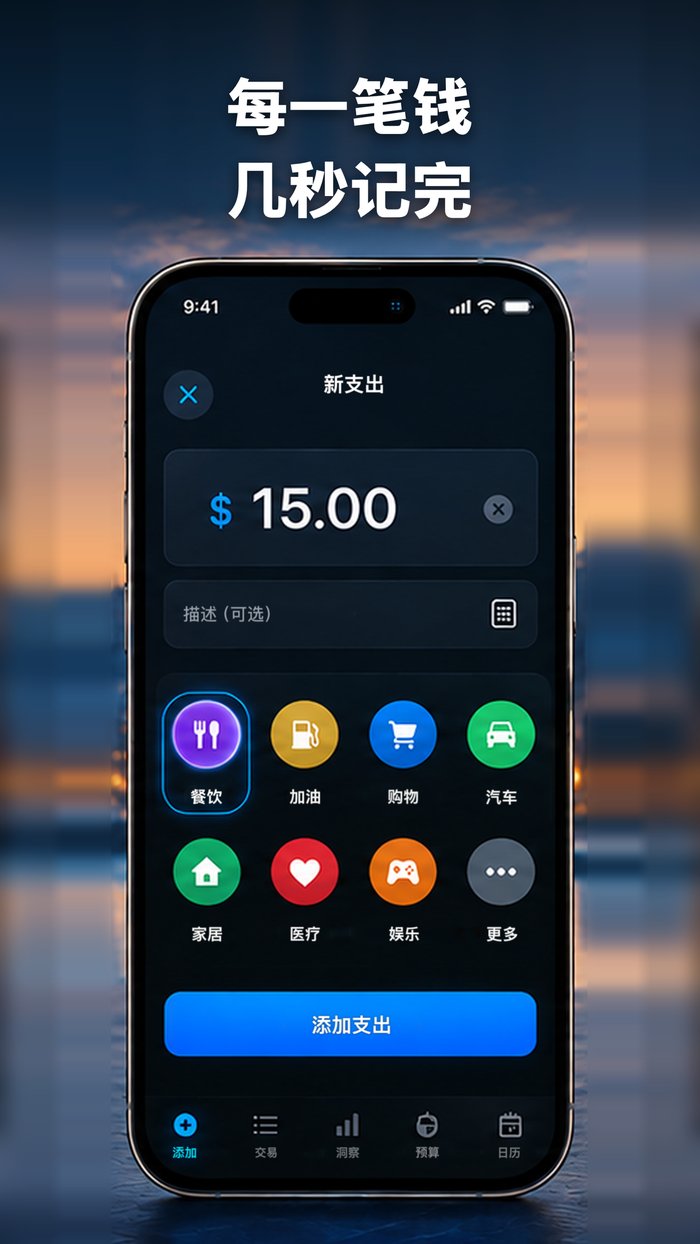 每一笔钱
几秒记完
9:41
新支出
$ 15.00
描述（可选）
餐饮 加油 购物 汽车
家居 医疗 娱乐 更多
添加支出
添加 交易 洞察 预算 日历